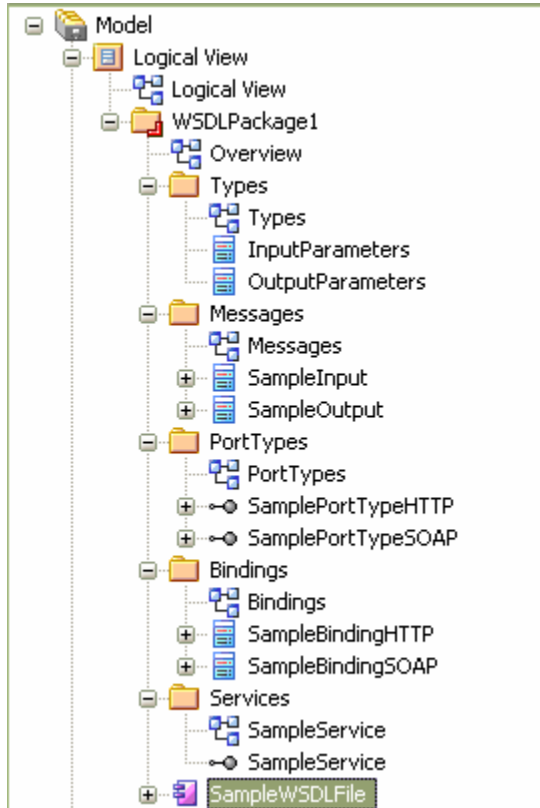 Model
Logical View
Logical View
WSDLPackage1
Overview
Types
Types
InputParameters
OutputParameters
Messages
Messages
SampleInput
SampleOutput
PortTypes
PortTypes
SamplePortTypeHTTP
SamplePortTypeSOAP
Bindings
Bindings
SampleBindingHTTP
SampleBindingSOAP
Services
SampleService
SampleService
SampleWSDLFile